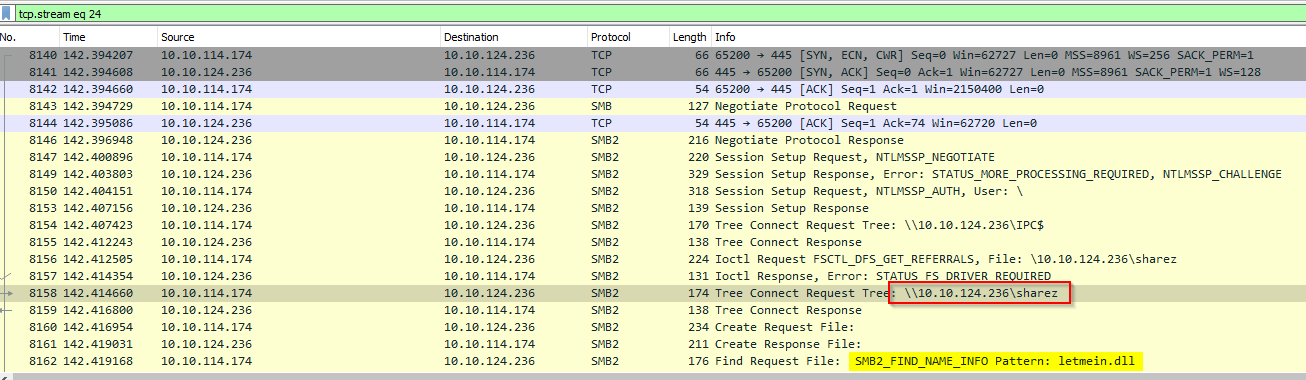 tcp.stream eq 24
No. Time Source Destination Protocol Length Info
8140 142.394207 10.10.114.174 10.10.124.236 TCP 66 65200 → 445 [SYN, ECN, CWR] Seq=0 Win=62727 Len=0 MSS=8961 WS=256 SACK_PERM=1
8141 142.394608 10.10.124.236 10.10.114.174 TCP 66 445 → 65200 [SYN, ACK] Seq=0 Ack=1 Win=62727 Len=0 MSS=8961 SACK_PERM=1 WS=128
8142 142.394660 10.10.114.174 10.10.124.236 TCP 54 65200 → 445 [ACK] Seq=1 Ack=1 Win=2150400 Len=0
8143 142.394729 10.10.114.174 10.10.124.236 SMB 127 Negotiate Protocol Request
8144 142.395086 10.10.124.236 10.10.114.174 TCP 54 445 → 65200 [ACK] Seq=1 Ack=74 Win=62720 Len=0
8146 142.396948 10.10.124.236 10.10.114.174 SMB2 216 Negotiate Protocol Response
8147 142.400896 10.10.114.174 10.10.124.236 SMB2 220 Session Setup Request, NTLMSSP_NEGOTIATE
8149 142.403803 10.10.124.236 10.10.114.174 SMB2 329 Session Setup Response, Error: STATUS_MORE_PROCESSING_REQUIRED, NTLMSSP_CHALLENGE
8150 142.404151 10.10.114.174 10.10.124.236 SMB2 318 Session Setup Request, NTLMSSP_AUTH, User: \
8153 142.407156 10.10.124.236 10.10.114.174 SMB2 139 Session Setup Response
8154 142.407423 10.10.114.174 10.10.124.236 SMB2 170 Tree Connect Request Tree: \\10.10.124.236\IPC$
8155 142.412243 10.10.124.236 10.10.114.174 SMB2 138 Tree Connect Response
8156 142.412505 10.10.114.174 10.10.124.236 SMB2 224 Ioctl Request FSCTL_DFS_GET_REFERRALS, File: \10.10.124.236\sharez
8157 142.414354 10.10.124.236 10.10.114.174 SMB2 131 Ioctl Response, Error: STATUS_FS_DRIVER_REQUIRED
8158 142.414660 10.10.114.174 10.10.124.236 SMB2 174 Tree Connect Request Tree: \\10.10.124.236\sharez
8159 142.416800 10.10.124.236 10.10.114.174 SMB2 138 Tree Connect Response
8160 142.416954 10.10.114.174 10.10.124.236 SMB2 234 Create Request File:
8161 142.419031 10.10.124.236 10.10.114.174 SMB2 211 Create Response File:
8162 142.419168 10.10.114.174 10.10.124.236 SMB2 176 Find Request File: SMB2_FIND_NAME_INFO Pattern: letmein.dll